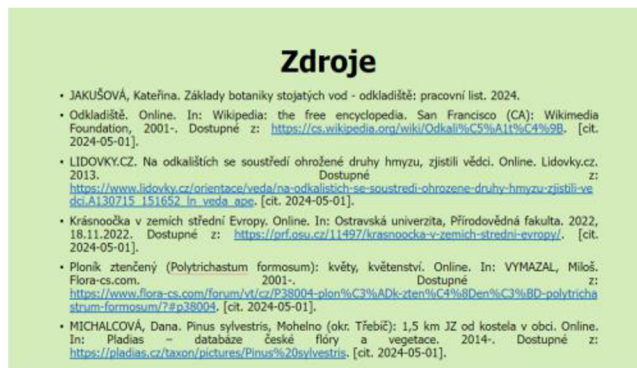 Zdroje
• JAKUŠOVÁ, Kateřina. Základy botaniky stojatých vod - odkladiště: pracovní list. 2024.
• Odkladiště. Online. In: Wikipedia: the free encyclopedia. San Francisco (CA): Wikimedia
Foundation, 2001-. Dostupné z: https://cs.wikipedia.org/wiki/Odkali%C5%A1t%C4%9B. [cit.
2024-05-01].
• LIDOVKY.CZ. Na odkalištích se soustředí ohrožené druhy hmyzu, zjistili vědci. Online. Lidovky.cz.
2013. Dostupné z:
https://www.lidovky.cz/orientace/veda/na-odkalistich-se-soustredi-ohrozene-druhy-hmyzu-zjistili-ve
dci.A130715_151652_ln_veda_ape. [cit. 2024-05-01].
• Krásnoočka v zemích střední Evropy. Online. In: Ostravská univerzita, Přírodovědná fakulta. 2022,
18.11.2022. Dostupné z: https://prf.osu.cz/11497/krasnoocka-v-zemich-stredni-evropy/. [cit.
2024-05-01].
• Ploník ztenčený (Polytrichastum formosum): květy, květenství. Online. In: VYMAZAL, Miloš.
Flora-cs.com. 2001-. Dostupné z:
https://www.flora-cs.com/forum/vt/cz/P38004-plon%C3%ADk-zten%C4%8Den%C3%BD-polytricha
strum-formosum/?#p38004. [cit. 2024-05-01].
• MICHALCOVÁ, Dana. Pinus sylvestris, Mohelno (okr. Třebíč): 1,5 km JZ od kostela v obci. Online.
In: Pladias – databáze české flóry a vegetace. 2014-. Dostupné z:
https://pladias.cz/taxon/pictures/Pinus%20sylvestris. [cit. 2024-05-01].